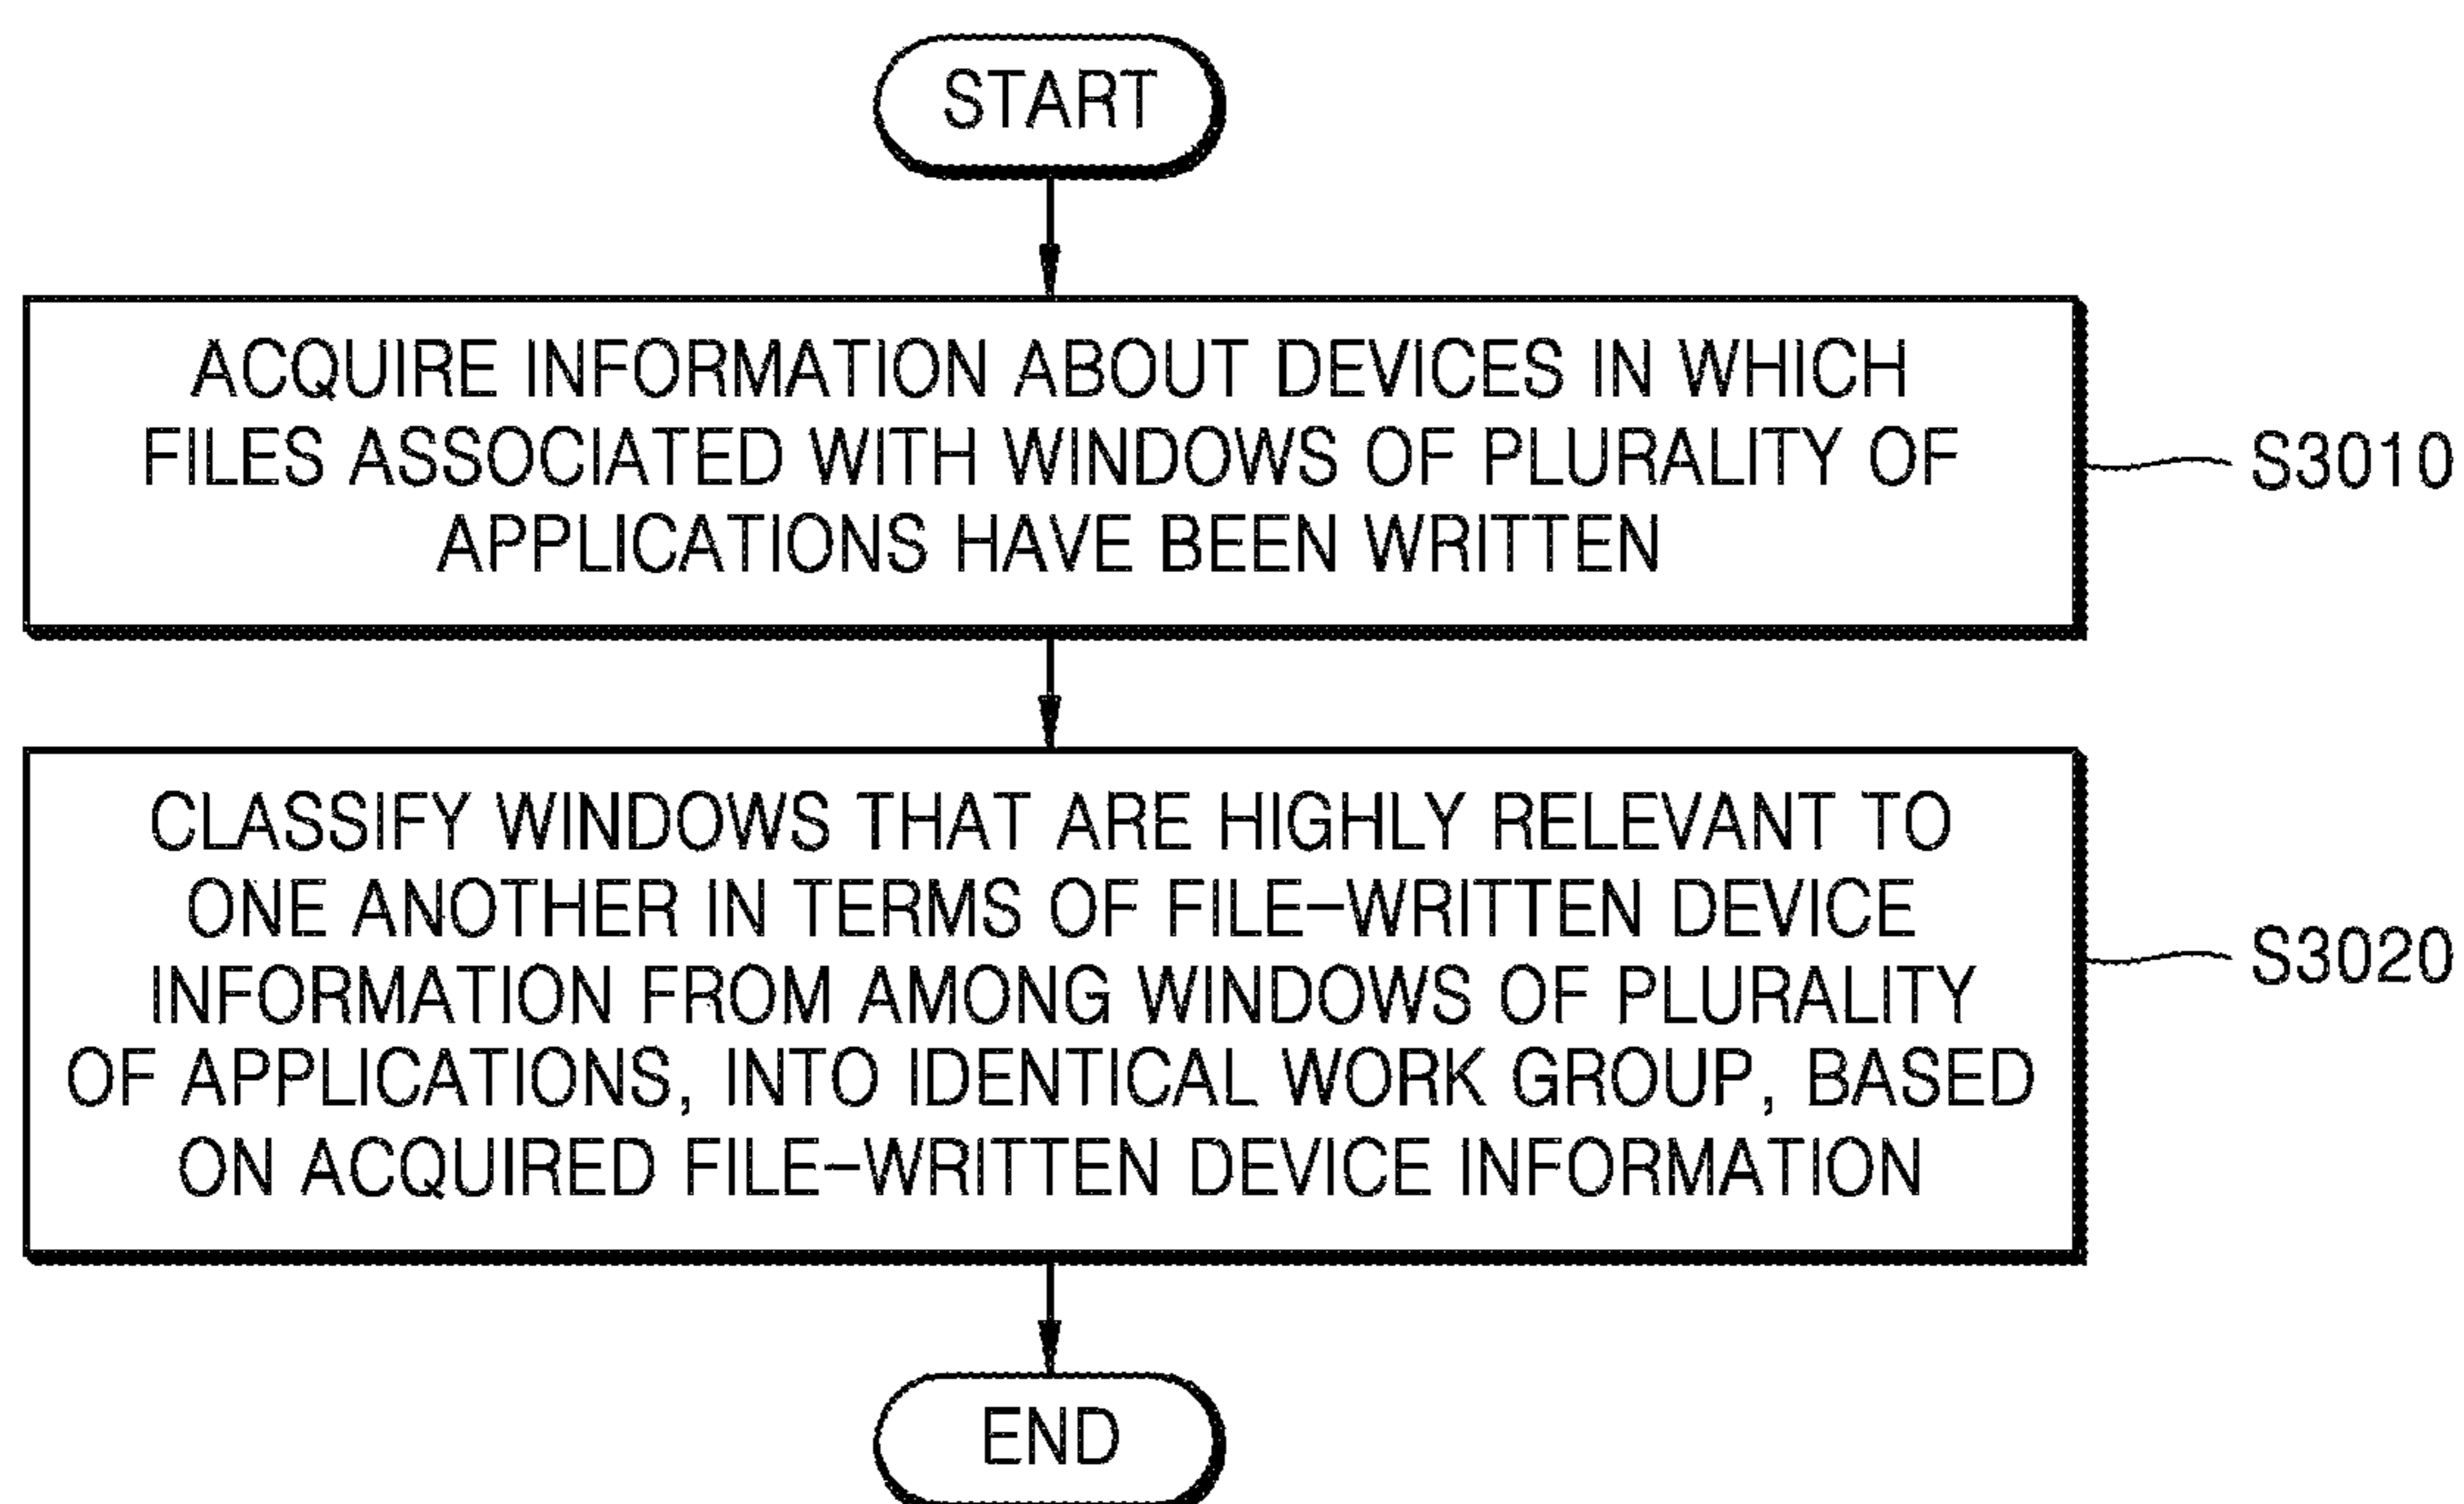 START
ACQUIRE INFORMATION ABOUT DEVICES IN WHICH
FILES ASSOCIATED WITH WINDOWS OF PLURALITY OF
APPLICATIONS HAVE BEEN WRITTEN
S3010
CLASSIFY WINDOWS THAT ARE HIGHLY RELEVANT TO
ONE ANOTHER IN TERMS OF FILE-WRITTEN DEVICE
INFORMATION FROM AMONG WINDOWS OF PLURALITY
OF APPLICATIONS, INTO IDENTICAL WORK GROUP, BASED
ON ACQUIRED FILE-WRITTEN DEVICE INFORMATION
S3020
END